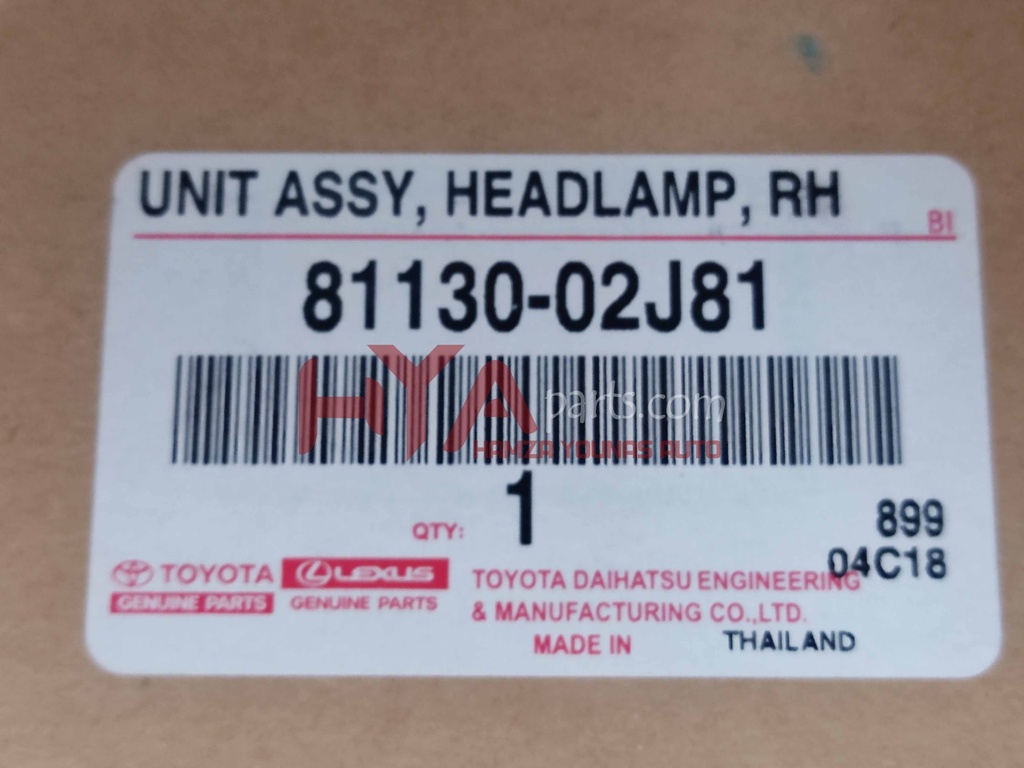 UNIT ASSY, HEADLAMP, RH
BI
81130-02J81
HYA parts.com
HAMZA YOUNAS AUTO
QTY: 1
899
04C18
TOYOTA
GENUINE PARTS
LEXUS
GENUINE PARTS
TOYOTA DAIHATSU ENGINEERING
& MANUFACTURING CO.,LTD.
MADE IN THAILAND